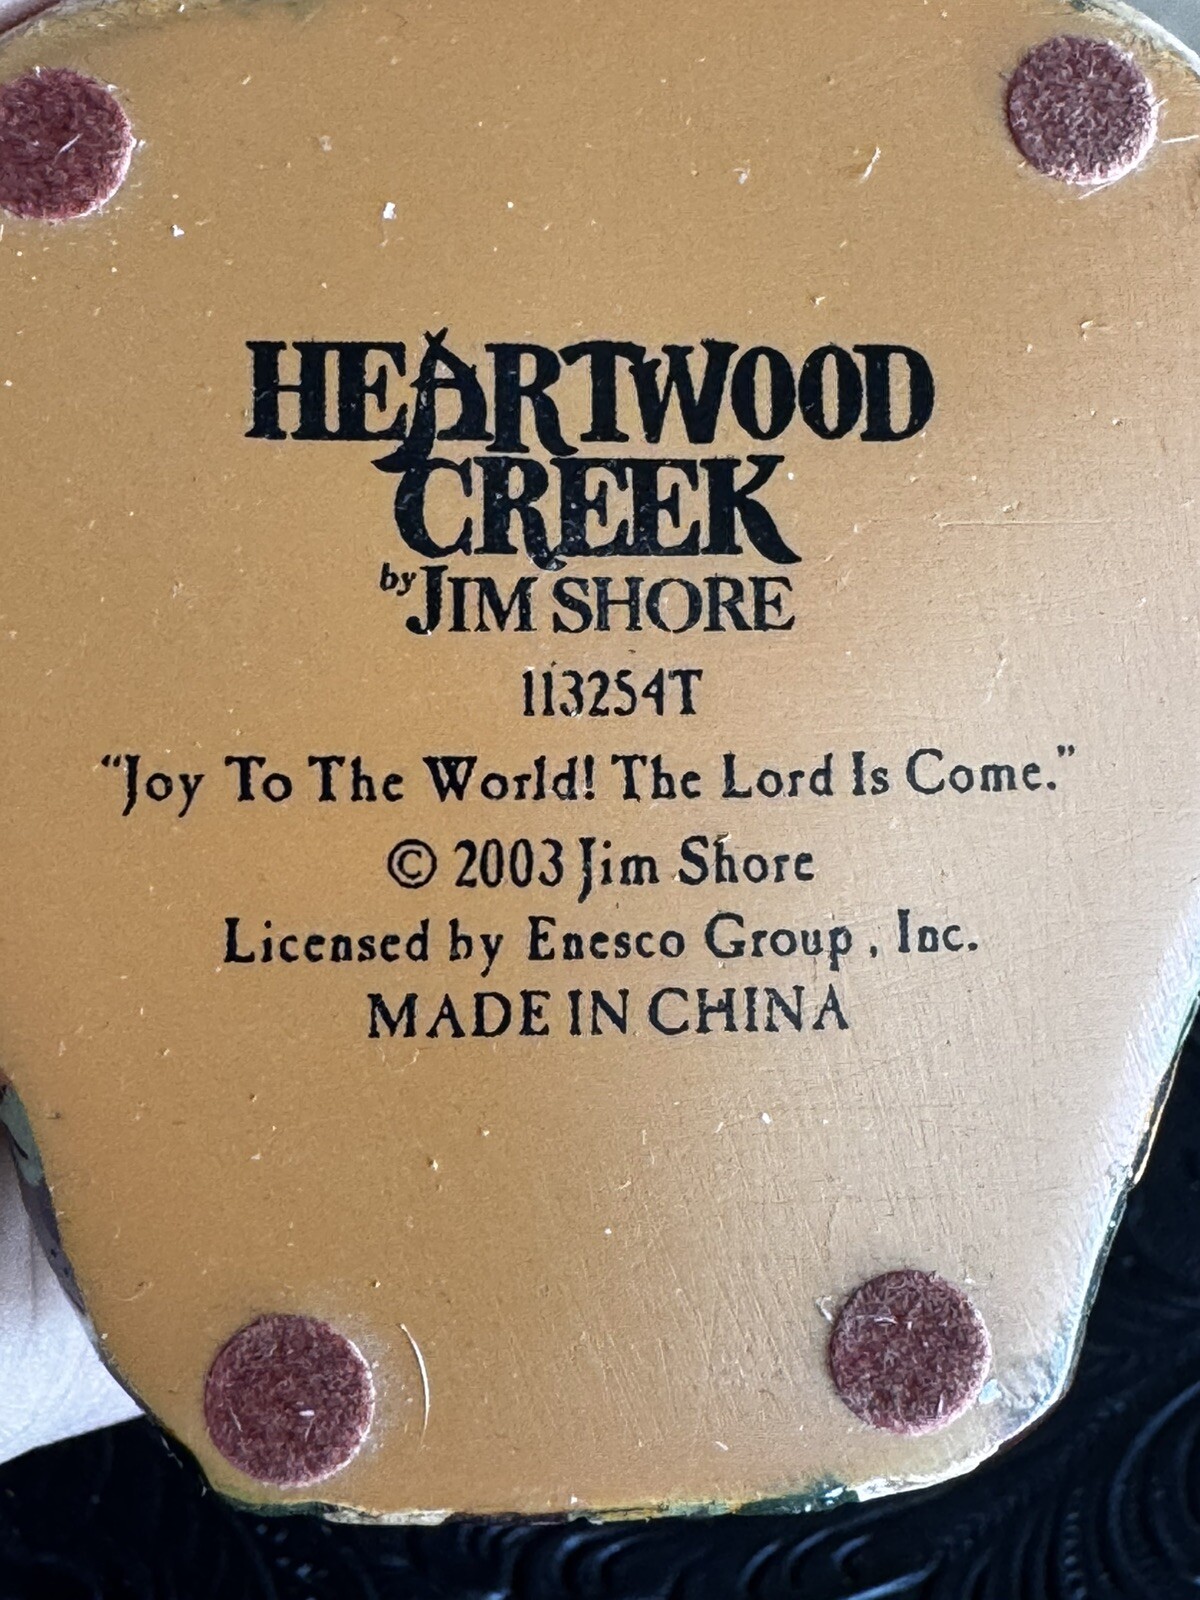 HEARTWOOD
CREEK
by JIM SHORE
113254T
“Joy To The World! The Lord Is Come.”
© 2003 Jim Shore
Licensed by Enesco Group, Inc.
MADE IN CHINA